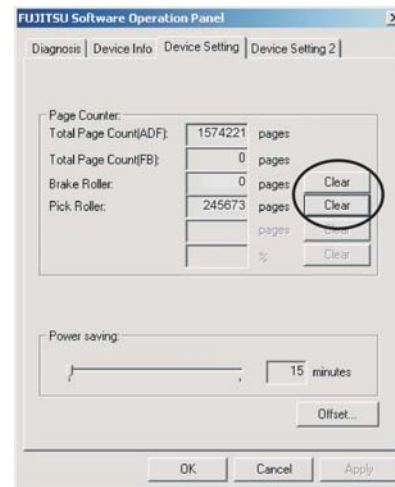 FUJITSU Software Operation Panel
Diagnosis Device Info Device Setting Device Setting 2
Page Counter:
Total Page Count(ADF): 1574221 pages
Total Page Count(FB): 0 pages
Brake Roller: 0 pages Clear
Pick Roller: 245673 pages Clear
pages Clear
% Clear
Power saving:
15 minutes
Offset...
OK Cancel Apply